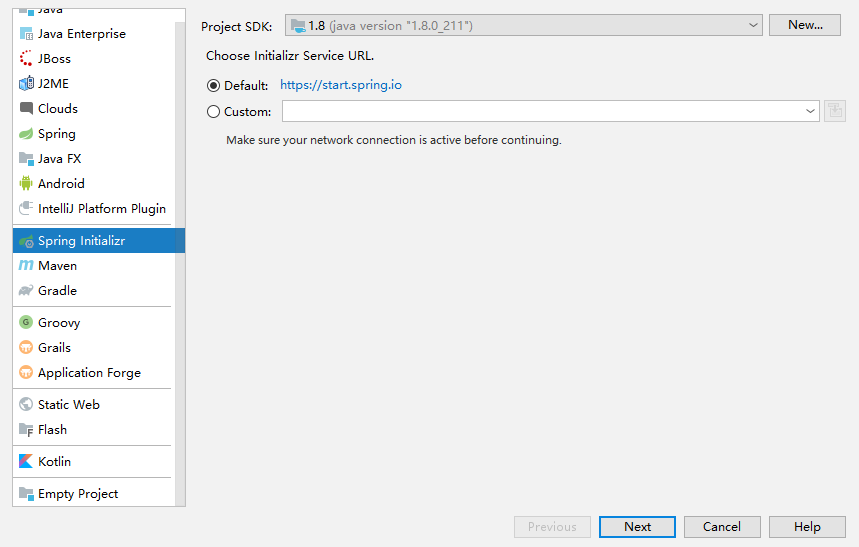 Java
Java Enterprise
JBoss
J2ME
Clouds
Spring
Java FX
Android
IntelliJ Platform Plugin
Spring Initializr
Maven
Gradle
Groovy
Grails
Application Forge
Static Web
Flash
Kotlin
Empty Project
Project SDK: 1.8 (java version "1.8.0_211") New...
Choose Initializr Service URL.
Default: https://start.spring.io
Custom:
Make sure your network connection is active before continuing.
Previous Next Cancel Help